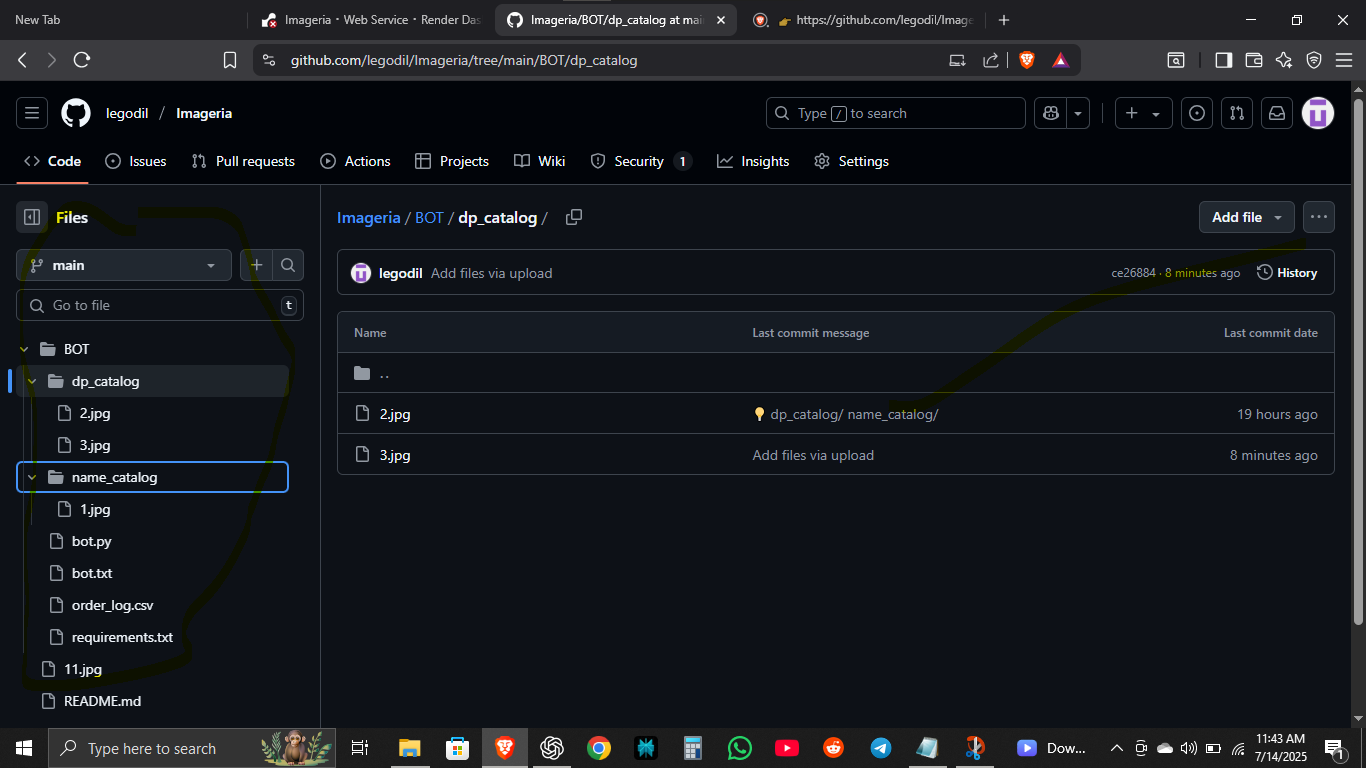 New Tab
Imageria · Web Service · Render Das
Imageria/BOT/dp_catalog at mai
https://github.com/legodil/Image
github.com/legodil/Imageria/tree/main/BOT/dp_catalog
legodil / Imageria
Type / to search
Code
Issues
Pull requests
Actions
Projects
Wiki
Security 1
Insights
Settings
Files
main
Go to file t
BOT
dp_catalog
2.jpg
3.jpg
name_catalog
1.jpg
bot.py
bot.txt
order_log.csv
requirements.txt
11.jpg
README.md
Imageria / BOT / dp_catalog /
Add file
legodil Add files via upload
ce26884 · 8 minutes ago
History
Name Last commit message Last commit date
..
2.jpg dp_catalog/ name_catalog/ 19 hours ago
3.jpg Add files via upload 8 minutes ago
Type here to search
Dow...
11:43 AM
7/14/2025
1